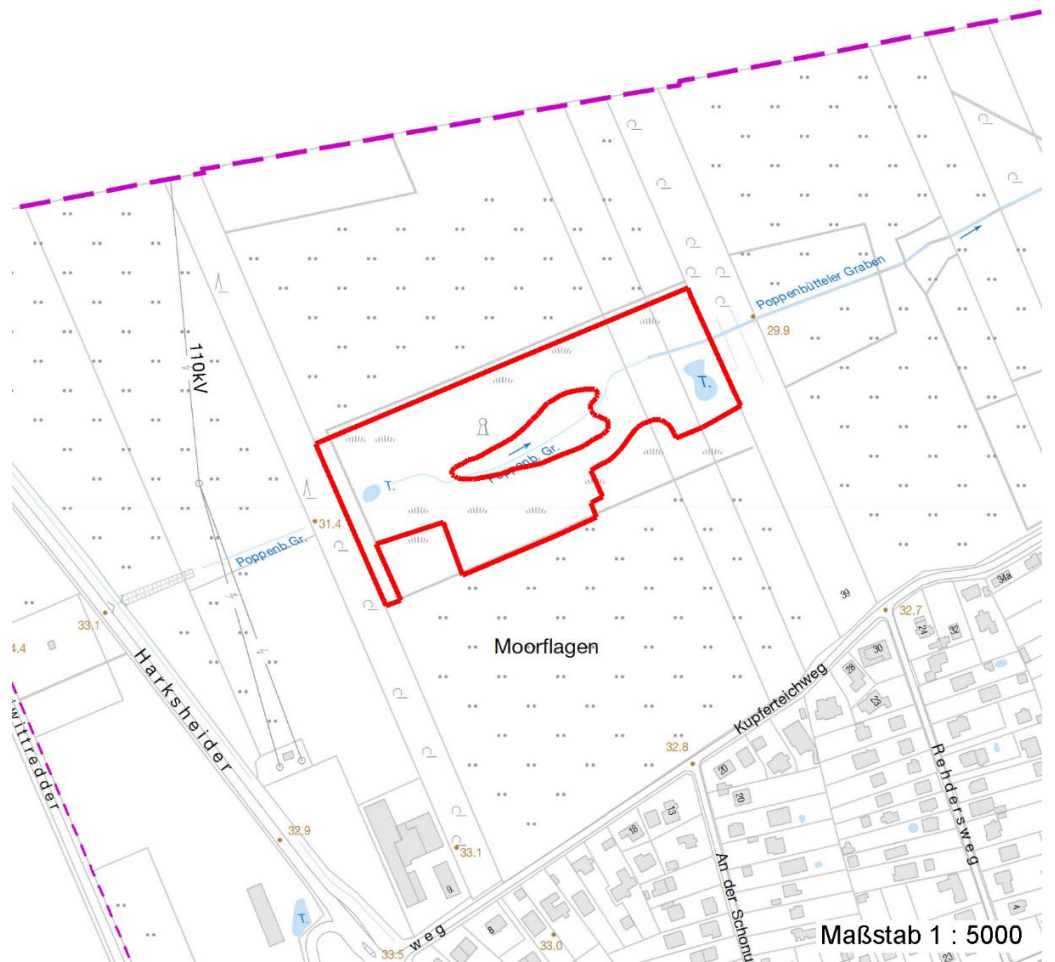 Poppenbütteler Graben
29.9
110kV
T.
Poppenb. Gr.
T.
31.4
Poppenb.Gr.
33.1
4.4
Moorflagen
Harksheider
wittredder
34a
39
32.7
24
32
30
28
23
Kupferteichweg
32.8
20
20
13
18
Rehdersweg
32.9
33.1
9
An der Schonu
T.
8
weg
33.0
33.5
4
23
Maßstab 1 : 5000